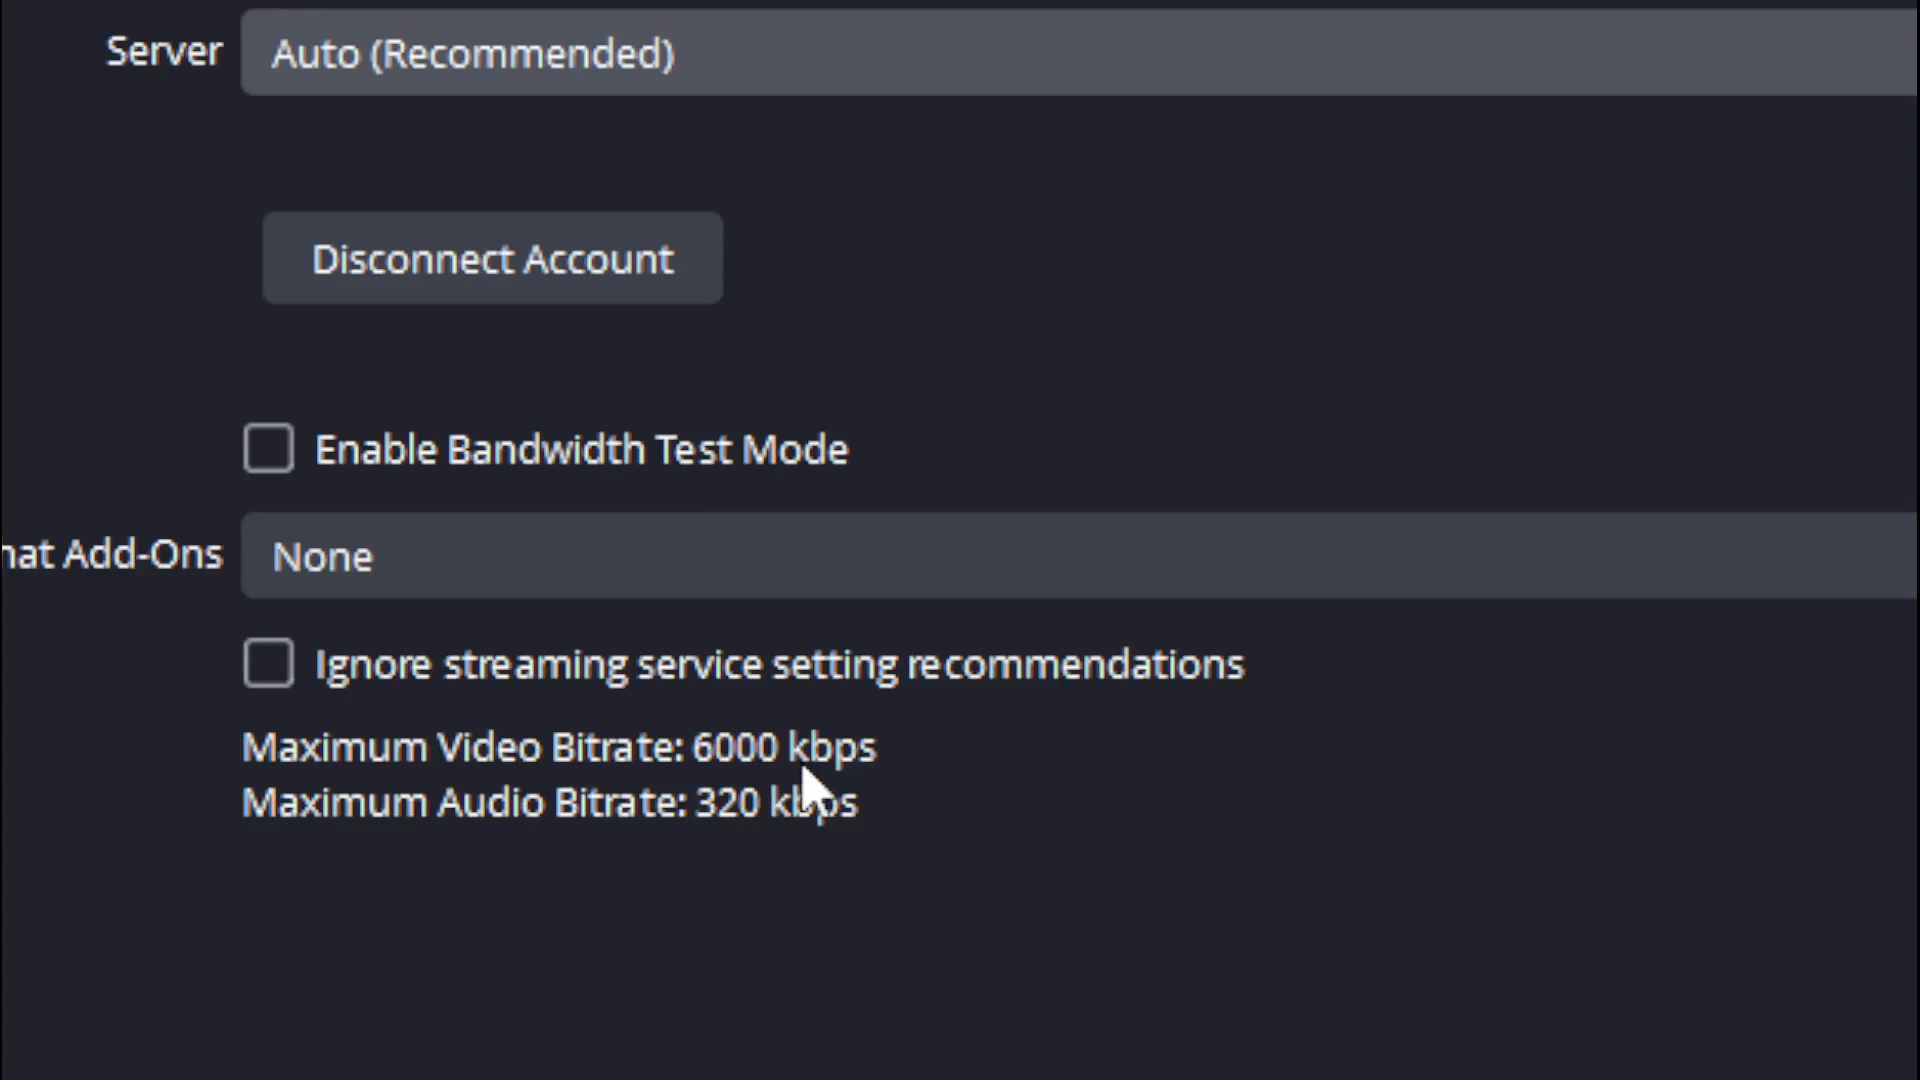 Server Auto (Recommended)
Disconnect Account
Enable Bandwidth Test Mode
Add-Ons None
Ignore streaming service setting recommendations
Maximum Video Bitrate: 6000 kbps
Maximum Audio Bitrate: 320 kbps